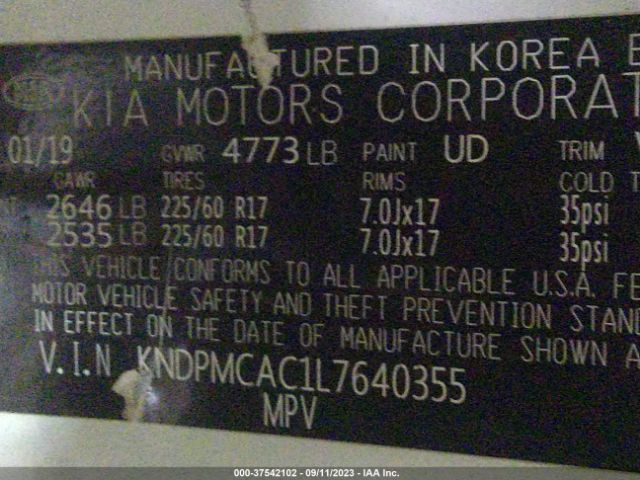 MANUFACTURED IN KOREA
KIA MOTORS CORPORAT
01/19 GVWR 4773 LB PAINT UD TRIM
GAWR TIRES RIMS COLD
2646 LB 225/60 R17 7.0Jx17 35psi
2535 LB 225/60 R17 7.0Jx17 35psi
THIS VEHICLE CONFORMS TO ALL APPLICABLE U.S.A. FE
MOTOR VEHICLE SAFETY AND THEFT PREVENTION STAND
IN EFFECT ON THE DATE OF MANUFACTURE SHOWN A
V.I.N KNDPMCAC1L7640355
MPV
000-37542102 - 09/11/2023 - IAA Inc.